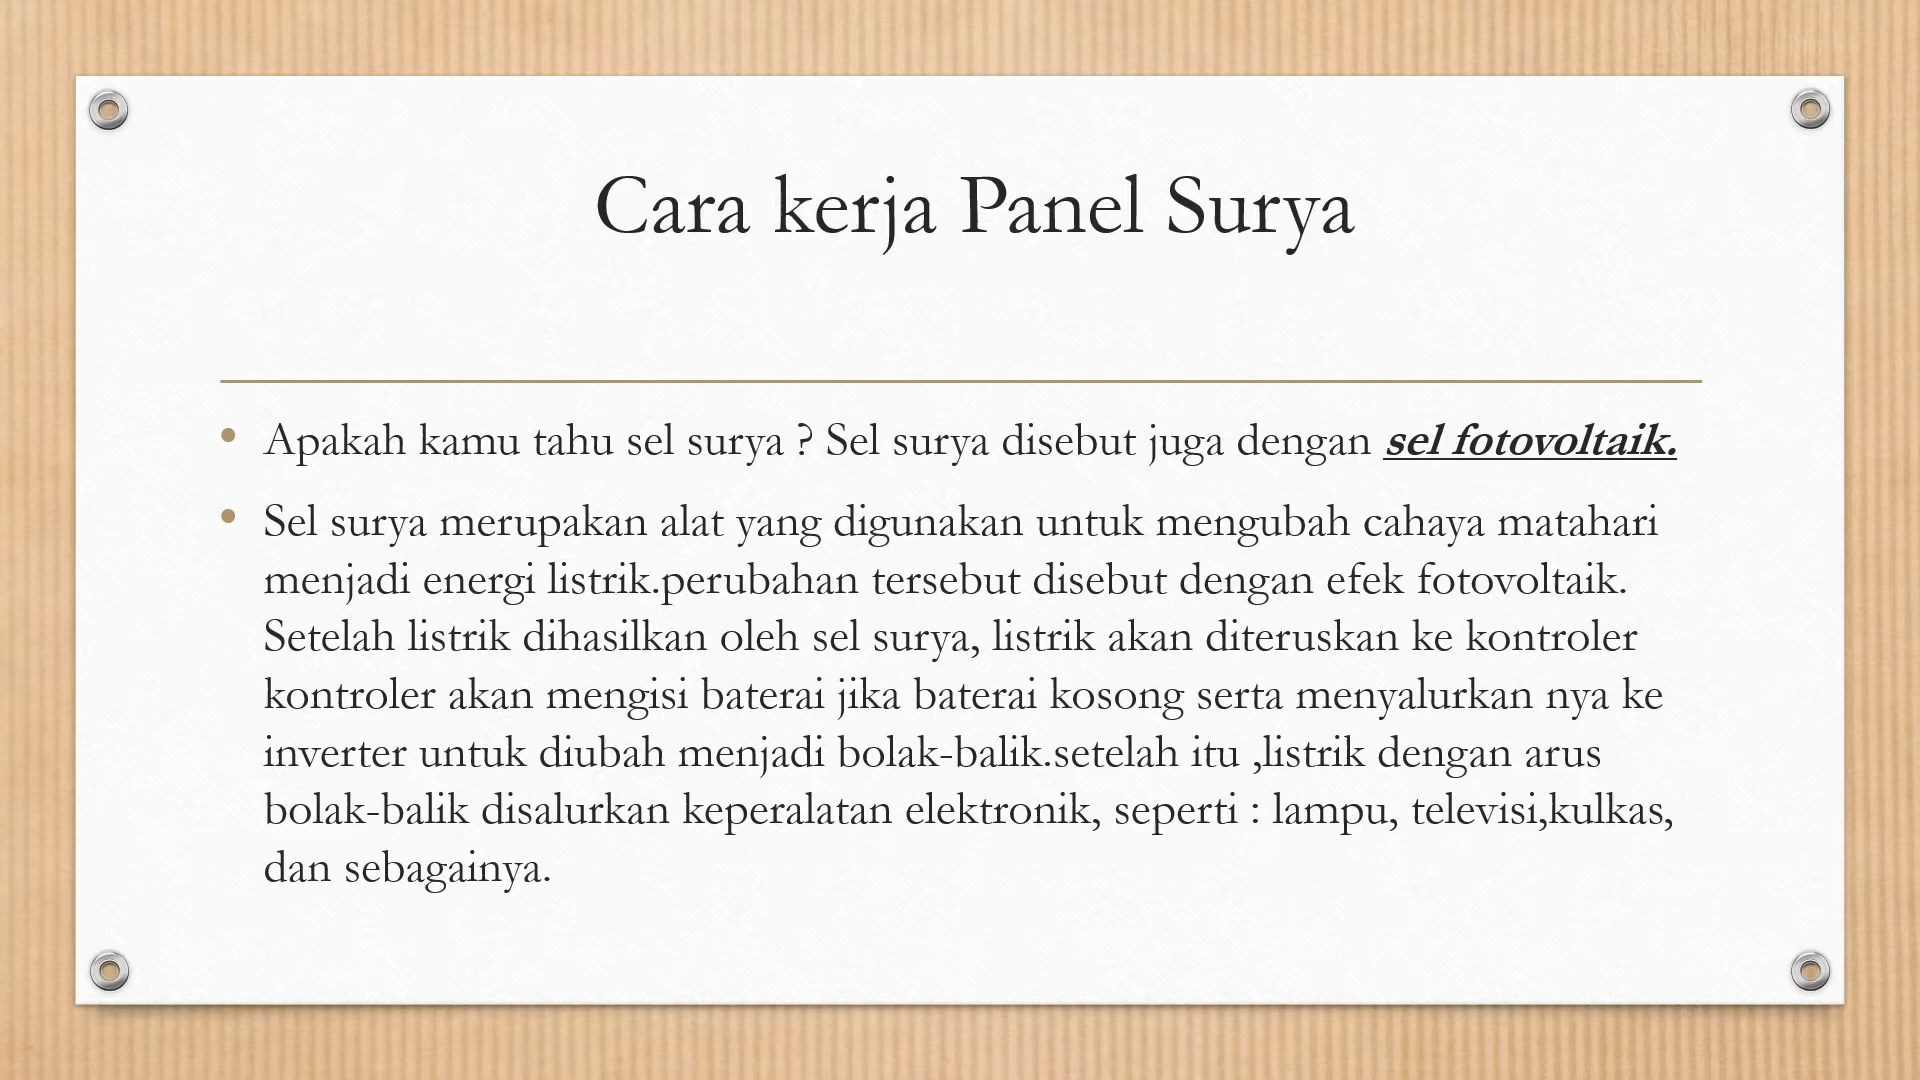 Cara kerja Panel Surya
• Apakah kamu tahu sel surya ? Sel surya disebut juga dengan sel fotovoltaik.
• Sel surya merupakan alat yang digunakan untuk mengubah cahaya matahari
menjadi energi listrik.perubahan tersebut disebut dengan efek fotovoltaik.
Setelah listrik dihasilkan oleh sel surya, listrik akan diteruskan ke kontroler
kontroler akan mengisi baterai jika baterai kosong serta menyalurkan nya ke
inverter untuk diubah menjadi bolak-balik.setelah itu ,listrik dengan arus
bolak-balik disalurkan keperalatan elektronik, seperti : lampu, televisi,kulkas,
dan sebagainya.